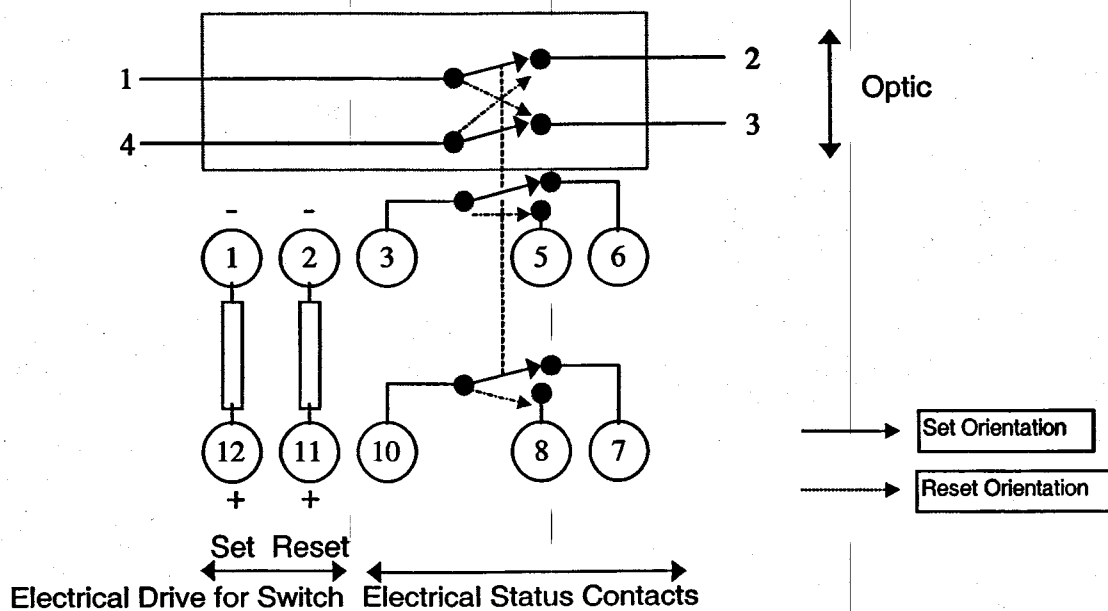 1
2
4
3
Optic
- -
1 2 3 5 6
12 11 10 8 7
+ +
Set Orientation
Reset Orientation
Set Reset
Electrical Drive for Switch Electrical Status Contacts